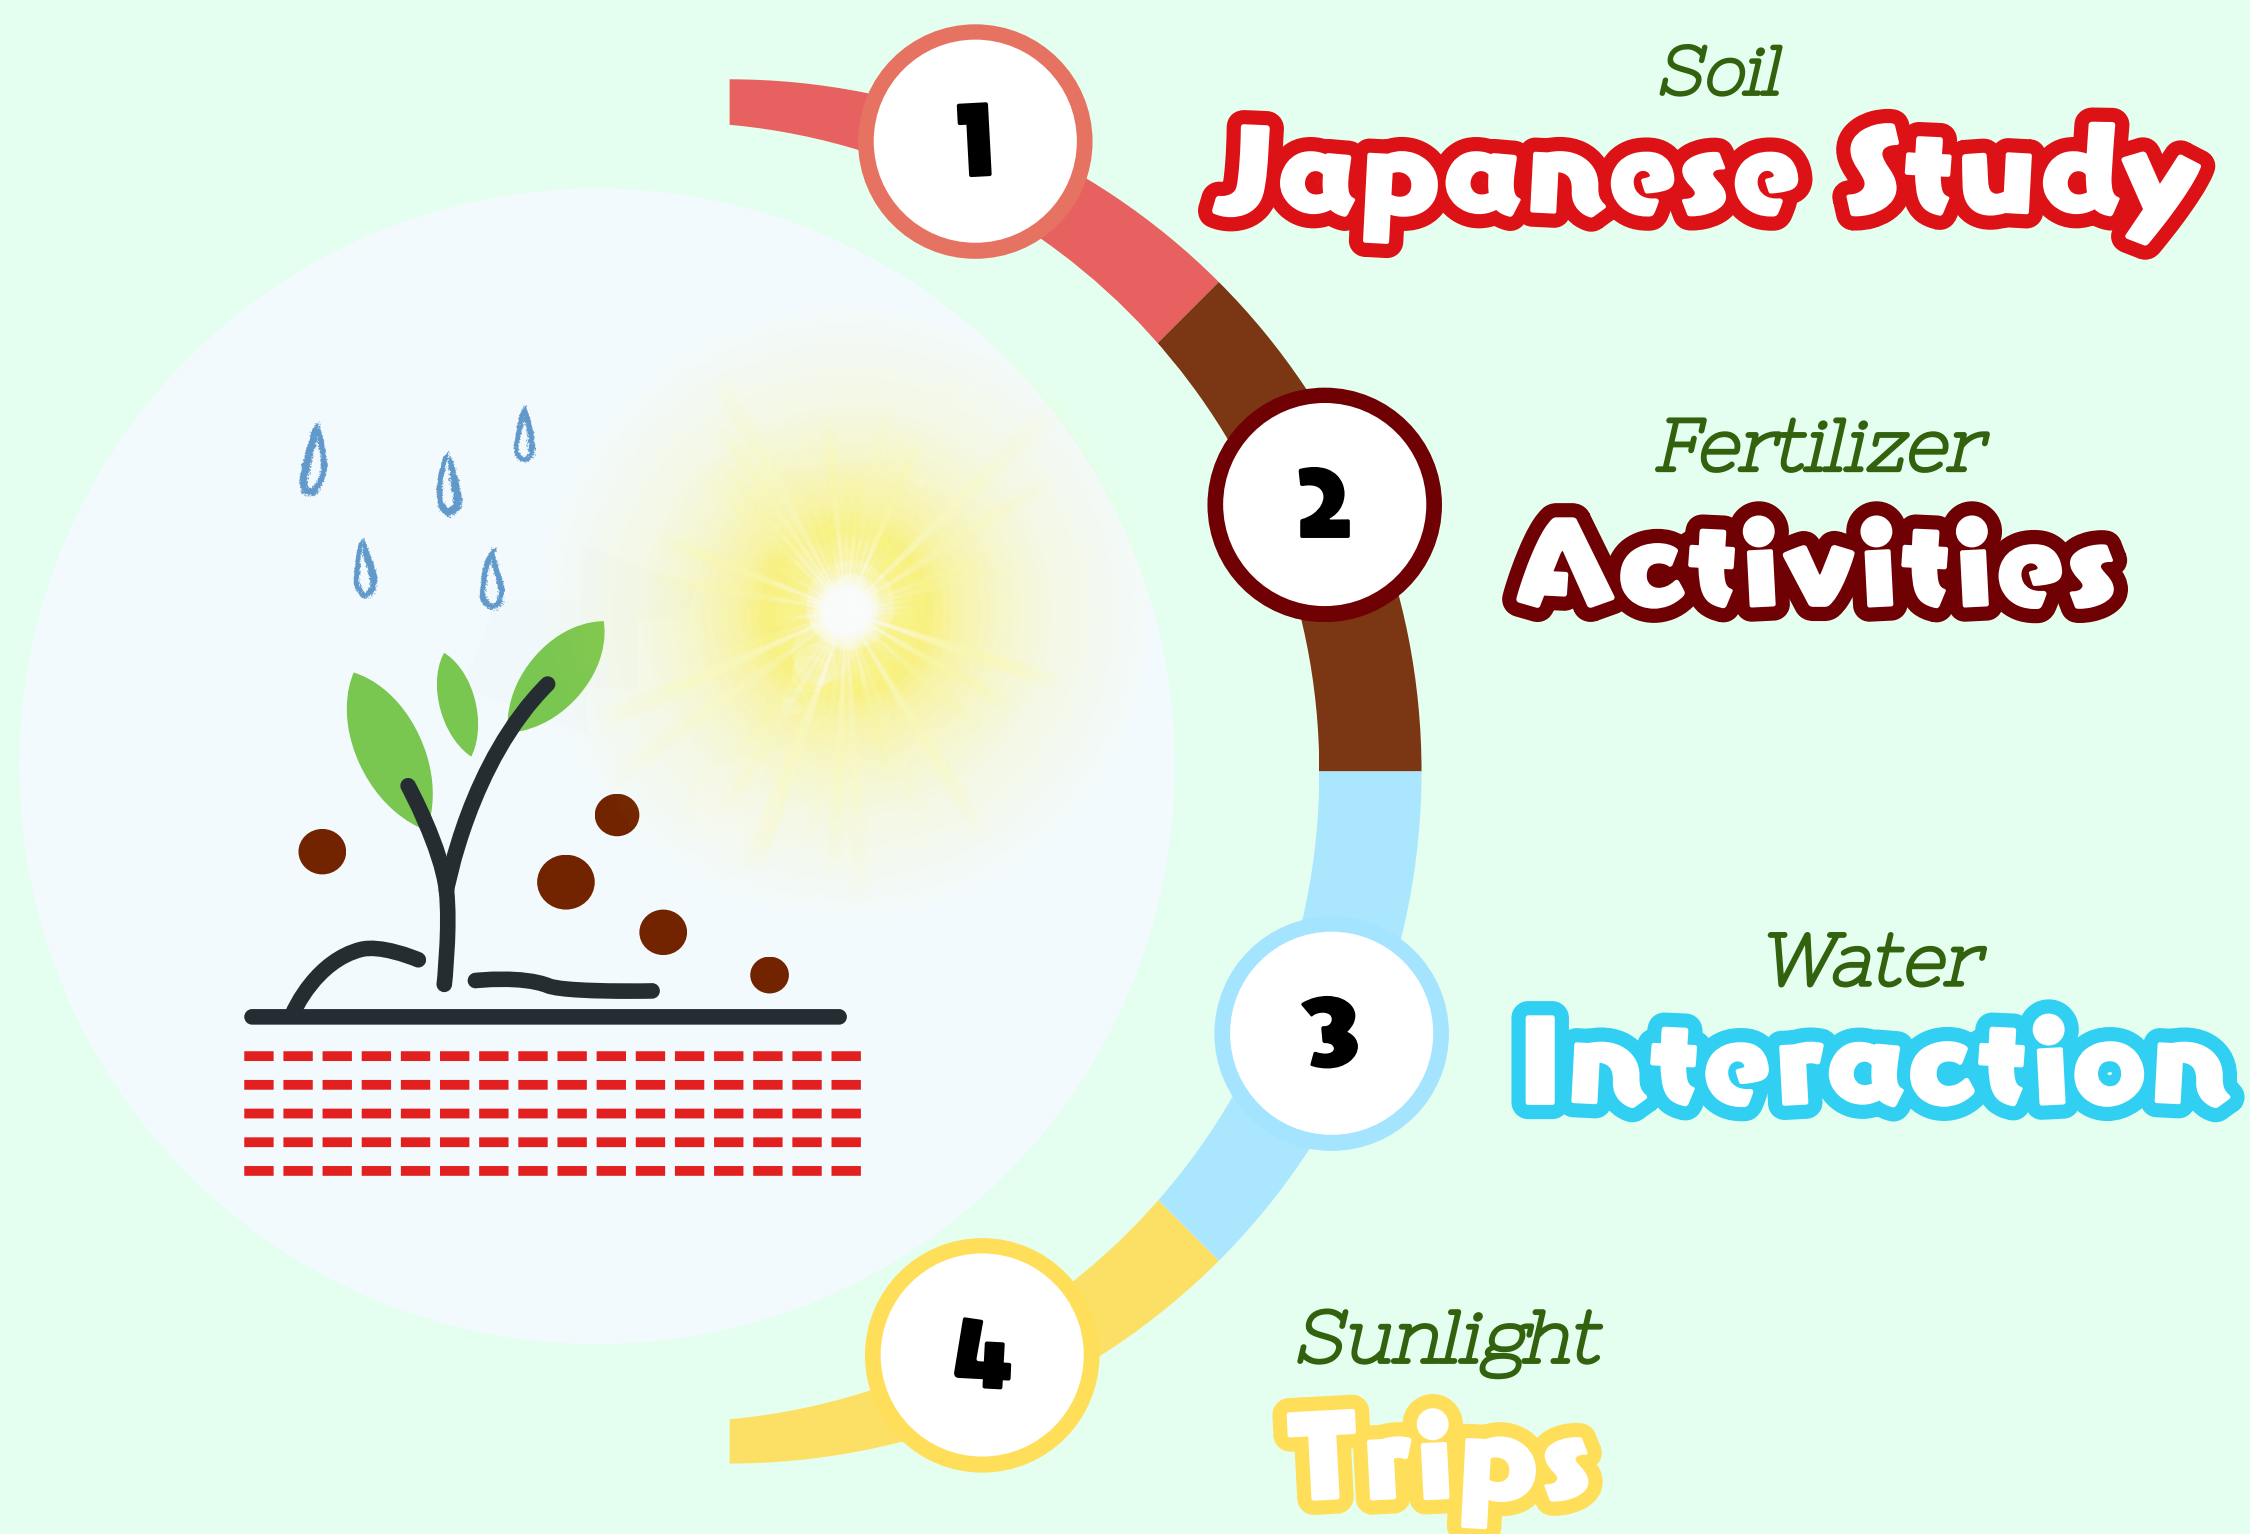 1
Soil
Japanese Study
2
Fertilizer
Activities
3
Water
Interaction
4
Sunlight
Trips